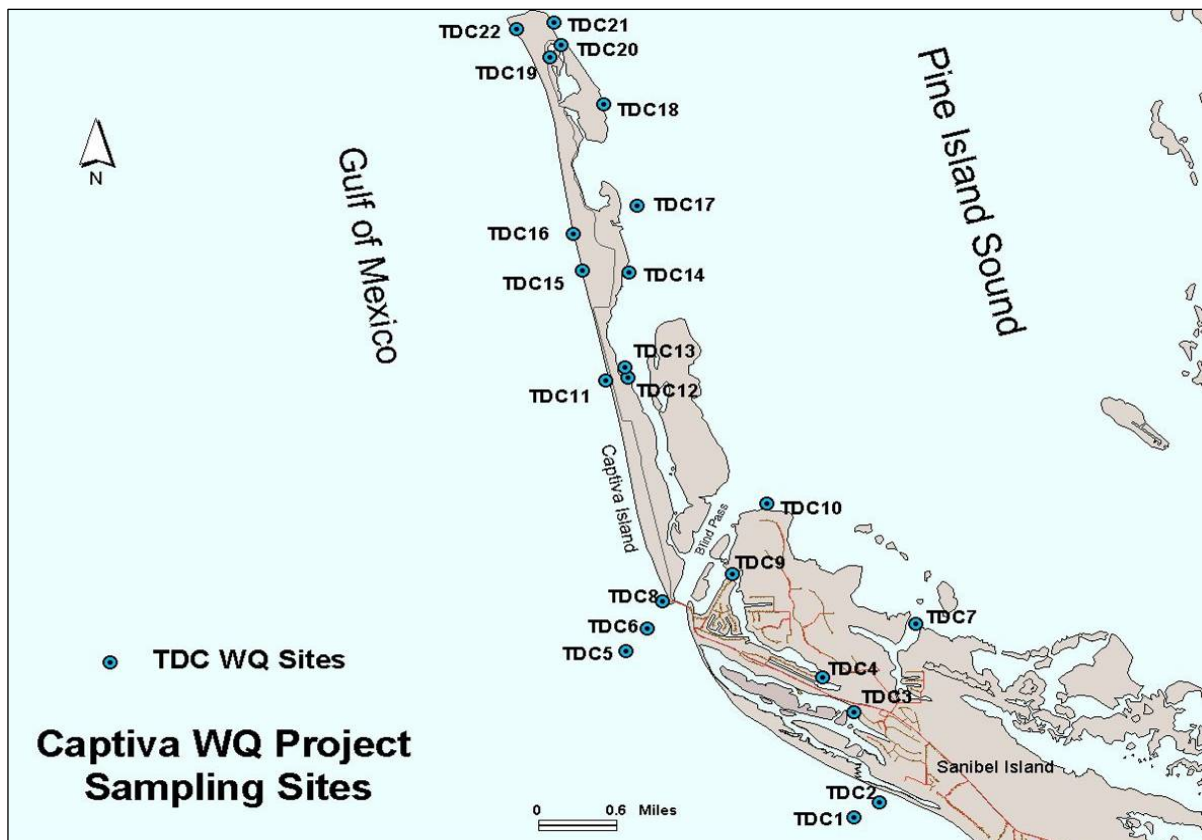 TDC22
TDC21
TDC20
TDC19
TDC18
Pine Island Sound
N
Gulf of Mexico
TDC17
TDC16
TDC15
TDC14
TDC13
TDC12
TDC11
Captiva Island
Blind Pass
TDC10
TDC9
TDC8
TDC7
TDC6
TDC5
TDC4
TDC3
TDC WQ Sites
Captiva WQ Project
Sampling Sites
Sanibel Island
TDC2
TDC1
0 0.6 Miles